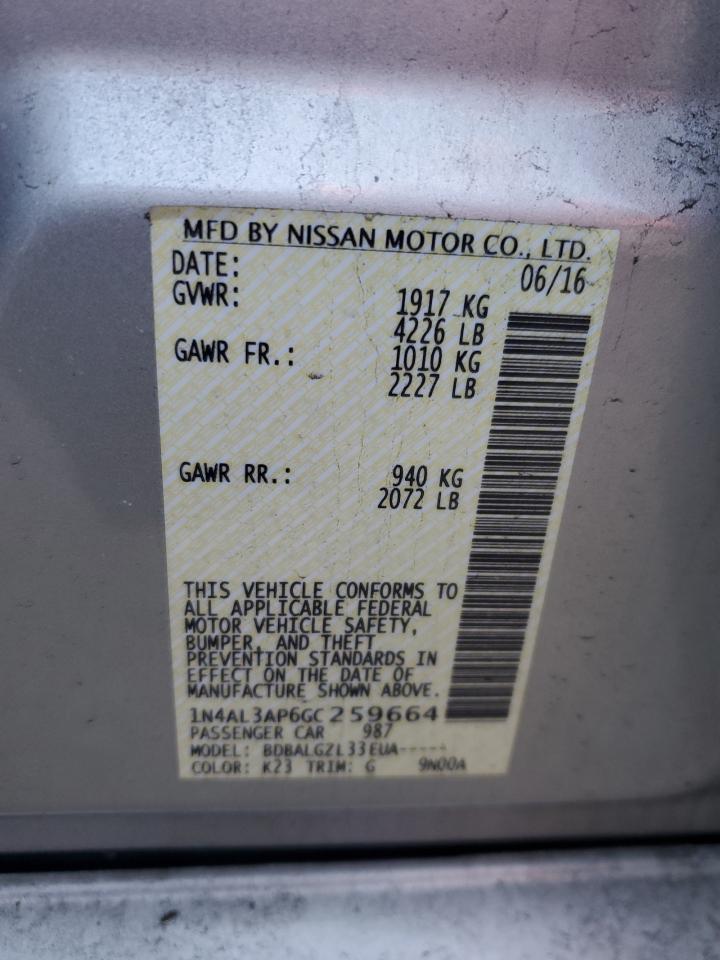 MFD BY NISSAN MOTOR CO., LTD.
DATE: 06/16
GVWR: 1917 KG
4226 LB
GAWR FR.: 1010 KG
2227 LB
GAWR RR.: 940 KG
2072 LB
THIS VEHICLE CONFORMS TO
ALL APPLICABLE FEDERAL
MOTOR VEHICLE SAFETY,
BUMPER, AND THEFT
PREVENTION STANDARDS IN
EFFECT ON THE DATE OF
MANUFACTURE SHOWN ABOVE.
1N4AL3AP6GC259664
PASSENGER CAR 987
MODEL: BDBALGZL33EUA-----
COLOR: K23 TRIM: G 9N00A